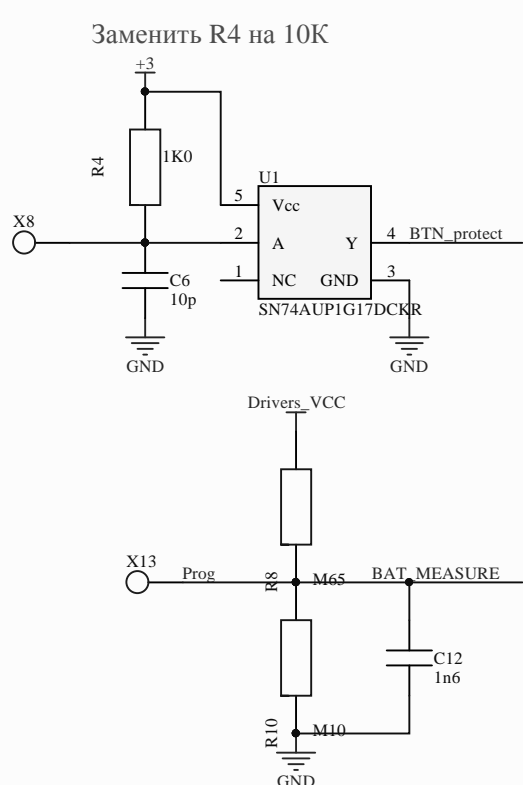 Заменить R4 на 10К
+3
R4
1K0
U1
5
Vcc
X8
2
A
Y
4
BTN_protect
1
NC
GND
3
C6
10p
SN74AUP1G17DCKR
GND
GND
Drivers_VCC
X13
Prog
R8
M65
BAT_MEASURE
C12
1n6
R10
M10
GND